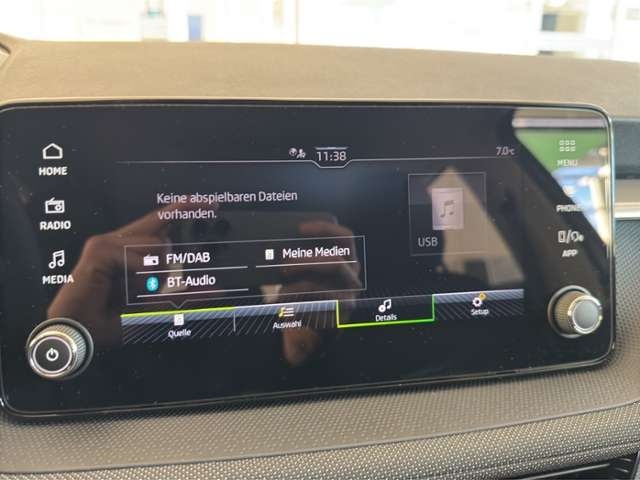 11:38
7.0°C
HOME
RADIO
MEDIA
MENU
PHONE
APP
Keine abspielbaren Dateien
vorhanden.
USB
FM/DAB
Meine Medien
BT-Audio
Quelle
Auswahl
Details
Setup